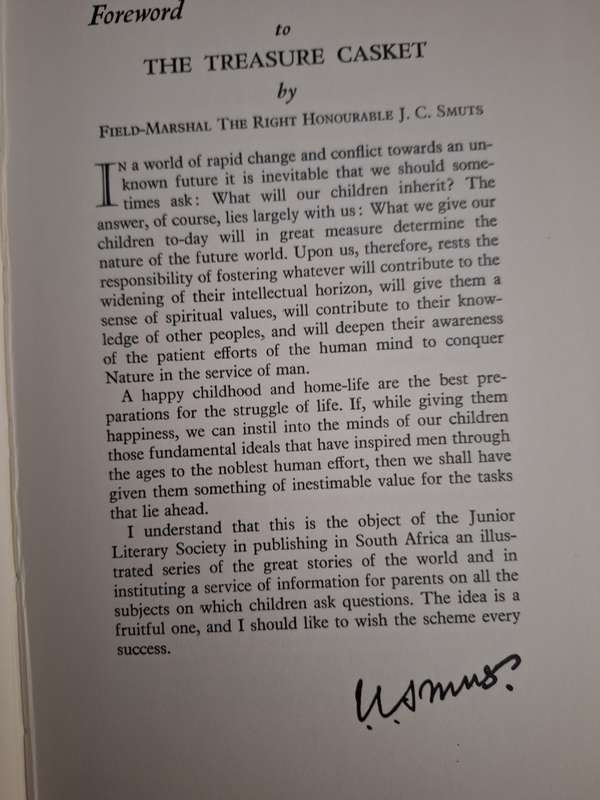 Foreword
to
THE TREASURE CASKET
by
FIELD-MARSHAL THE RIGHT HONOURABLE J. C. SMUTS
IN a world of rapid change and conflict towards an un-
known future it is inevitable that we should some-
times ask: What will our children inherit? The
answer, of course, lies largely with us: What we give our
children to-day will in great measure determine the
nature of the future world. Upon us, therefore, rests the
responsibility of fostering whatever will contribute to the
widening of their intellectual horizon, will give them a
sense of spiritual values, will contribute to their know-
ledge of other peoples, and will deepen their awareness
of the patient efforts of the human mind to conquer
Nature in the service of man.
A happy childhood and home-life are the best pre-
parations for the struggle of life. If, while giving them
happiness, we can instil into the minds of our children
those fundamental ideals that have inspired men through
the ages to the noblest human effort, then we shall have
given them something of inestimable value for the tasks
that lie ahead.
I understand that this is the object of the Junior
Literary Society in publishing in South Africa an illus-
trated series of the great stories of the world and in
instituting a service of information for parents on all the
subjects on which children ask questions. The idea is a
fruitful one, and I should like to wish the scheme every
success.
J.C. Smuts.